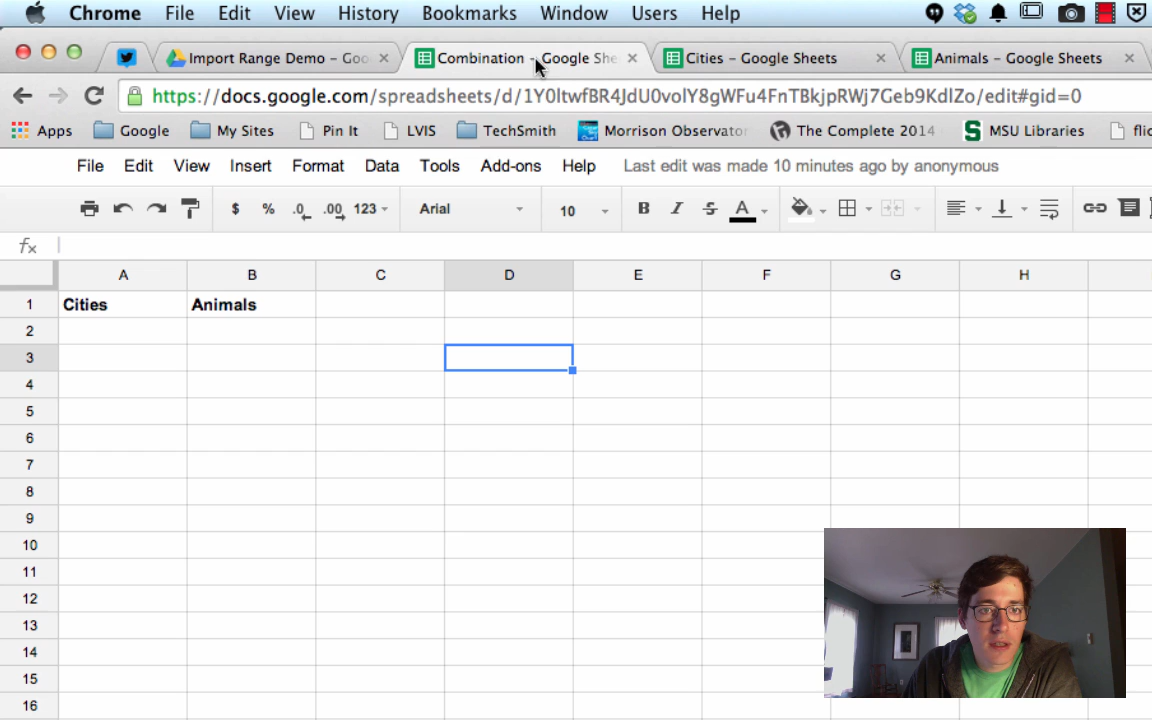 Chrome File Edit View History Bookmarks Window Users Help
Import Range Demo – Goo Combination – Google She Cities – Google Sheets Animals – Google Sheets
https://docs.google.com/spreadsheets/d/1Y0ltwfBR4JdU0volY8gWFu4FnTBkjpRWj7Geb9KdlZo/edit#gid=0
Apps Google My Sites Pin It LVIS TechSmith Morrison Observator The Complete 2014 MSU Libraries flic
File Edit View Insert Format Data Tools Add-ons Help Last edit was made 10 minutes ago by anonymous
$ % .0 .00 123 Arial 10 B I S A
fx
A B C D E F G H
1 Cities Animals
2
3
4
5
6
7
8
9
10
11
12
13
14
15
16